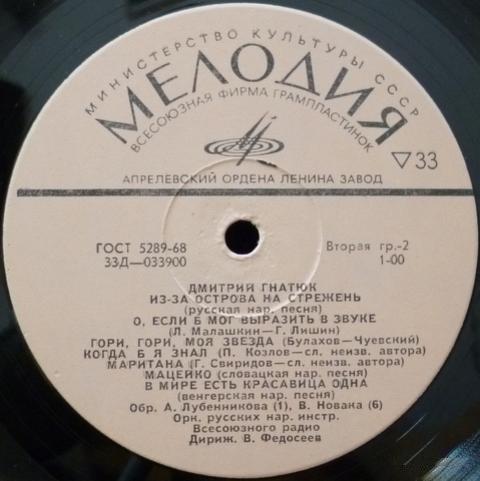 МИНИСТЕРСТВО КУЛЬТУРЫ СССР
МЕЛОДИЯ
ВСЕСОЮЗНАЯ ФИРМА ГРАМПЛАСТИНОК
▽33
АПРЕЛЕВСКИЙ ОРДЕНА ЛЕНИНА ЗАВОД
ГОСТ 5289-68
Вторая гр.-2
33Д—033900
1-00
ДМИТРИЙ ГНАТЮК
ИЗ-ЗА ОСТРОВА НА СТРЕЖЕНЬ
(русская нар. песня)
О, ЕСЛИ Б МОГ ВЫРАЗИТЬ В ЗВУКЕ
(Л. Малашкин—Г. Лишин)
ГОРИ, ГОРИ, МОЯ ЗВЕЗДА (Булахов—Чуевский)
КОГДА Б Я ЗНАЛ (П. Козлов—сл. неизв. автора)
МАРИТАНА (Г. Свиридов—сл. неизв. автора)
МАЦЕЙКО (словацкая нар. песня)
В МИРЕ ЕСТЬ КРАСАВИЦА ОДНА
(венгерская нар. песня)
Обр. А. Лубенникова (1), В. Новака (6)
Орк. русских нар. инстр.
Всесоюзного радио
Дириж. В. Федосеев